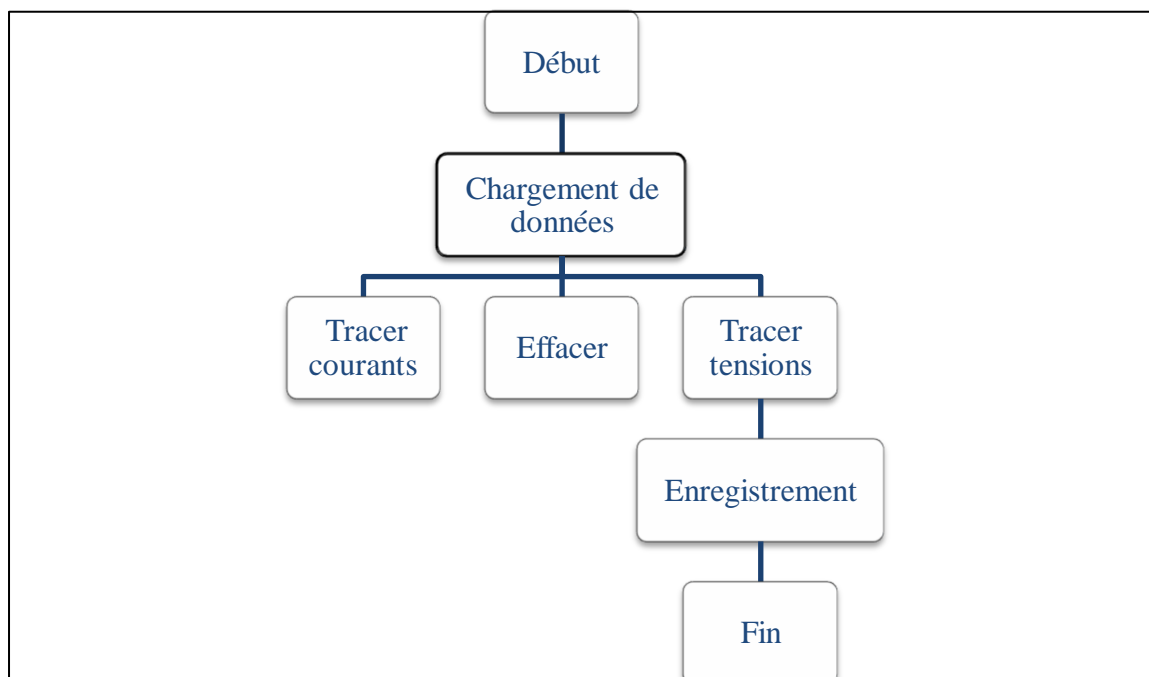 Début
Chargement de
données
Tracer
courants
Effacer
Tracer
tensions
Enregistrement
Fin